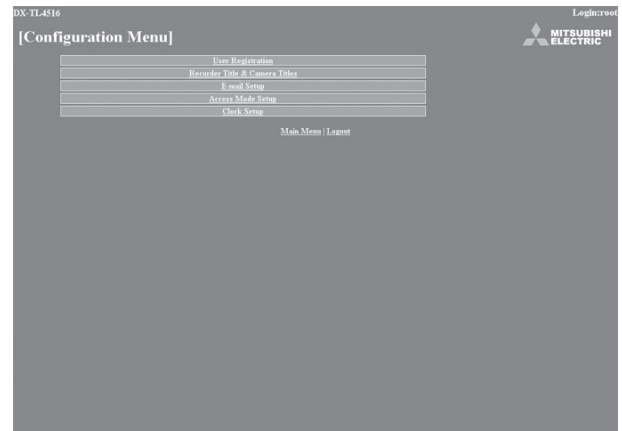 DX-TL4516
Login:root
[Configuration Menu]
MITSUBISHI
ELECTRIC
User Registration
Recorder Title & Camera Titles
E-mail Setup
Access Mode Setup
Clock Setup
Main Menu | Logout